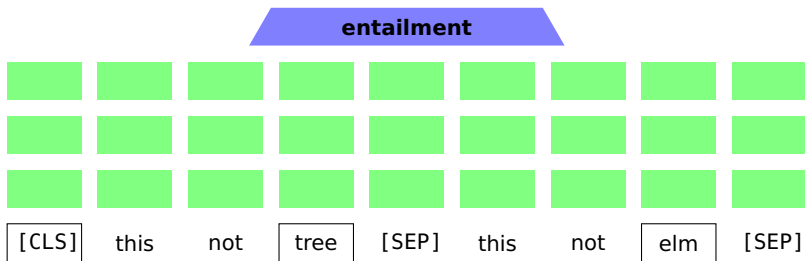 entailment
[CLS] this not tree [SEP] this not elm [SEP]